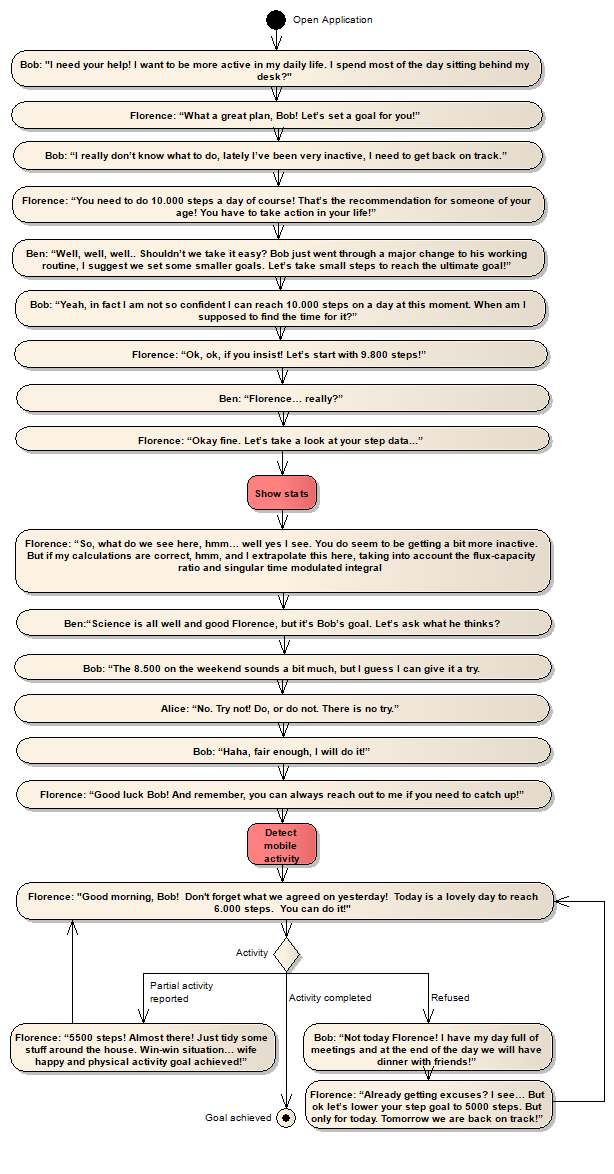 Open Application
Bob: "I need your help! I want to be more active in my daily life. I spend most of the day sitting behind my
desk?"
Florence: “What a great plan, Bob! Let’s set a goal for you!”
Bob: “I really don’t know what to do, lately I’ve been very inactive, I need to get back on track.”
Florence: “You need to do 10.000 steps a day of course! That’s the recommendation for someone of your
age! You have to take action in your life!”
Ben: “Well, well, well.. Shouldn’t we take it easy? Bob just went through a major change to his working
routine, I suggest we set some smaller goals. Let’s take small steps to reach the ultimate goal!”
Bob: “Yeah, in fact I am not so confident I can reach 10.000 steps on a day at this moment. When am I
supposed to find the time for it?”
Florence: “Ok, ok, if you insist! Let’s start with 9.800 steps!”
Ben: “Florence… really?”
Florence: “Okay fine. Let’s take a look at your step data…”
Show stats
Florence: “So, what do we see here, hmm… well yes I see. You do seem to be getting a bit more inactive.
But if my calculations are correct, hmm, and I extrapolate this here, taking into account the flux-capacity
ratio and singular time modulated integral
Ben:“Science is all well and good Florence, but it’s Bob’s goal. Let’s ask what he thinks?
Bob: “The 8.500 on the weekend sounds a bit much, but I guess I can give it a try.
Alice: “No. Try not! Do, or do not. There is no try.”
Bob: “Haha, fair enough, I will do it!”
Florence: “Good luck Bob! And remember, you can always reach out to me if you need to catch up!”
Detect
mobile
activity
Florence: "Good morning, Bob!  Don't forget what we agreed on yesterday!  Today is a lovely day to reach
6.000 steps.  You can do it!"
Activity
Partial activity
reported
Activity completed
Refused
Florence: “5500 steps! Almost there! Just tidy some
stuff around the house. Win-win situation… wife
happy and physical activity goal achieved!”
Bob: “Not today Florence! I have my day full of
meetings and at the end of the day we will have
dinner with friends!”
Florence: “Already getting excuses? I see… But
ok let’s lower your step goal to 5000 steps. But
only for today. Tomorrow we are back on track!”
Goal achieved